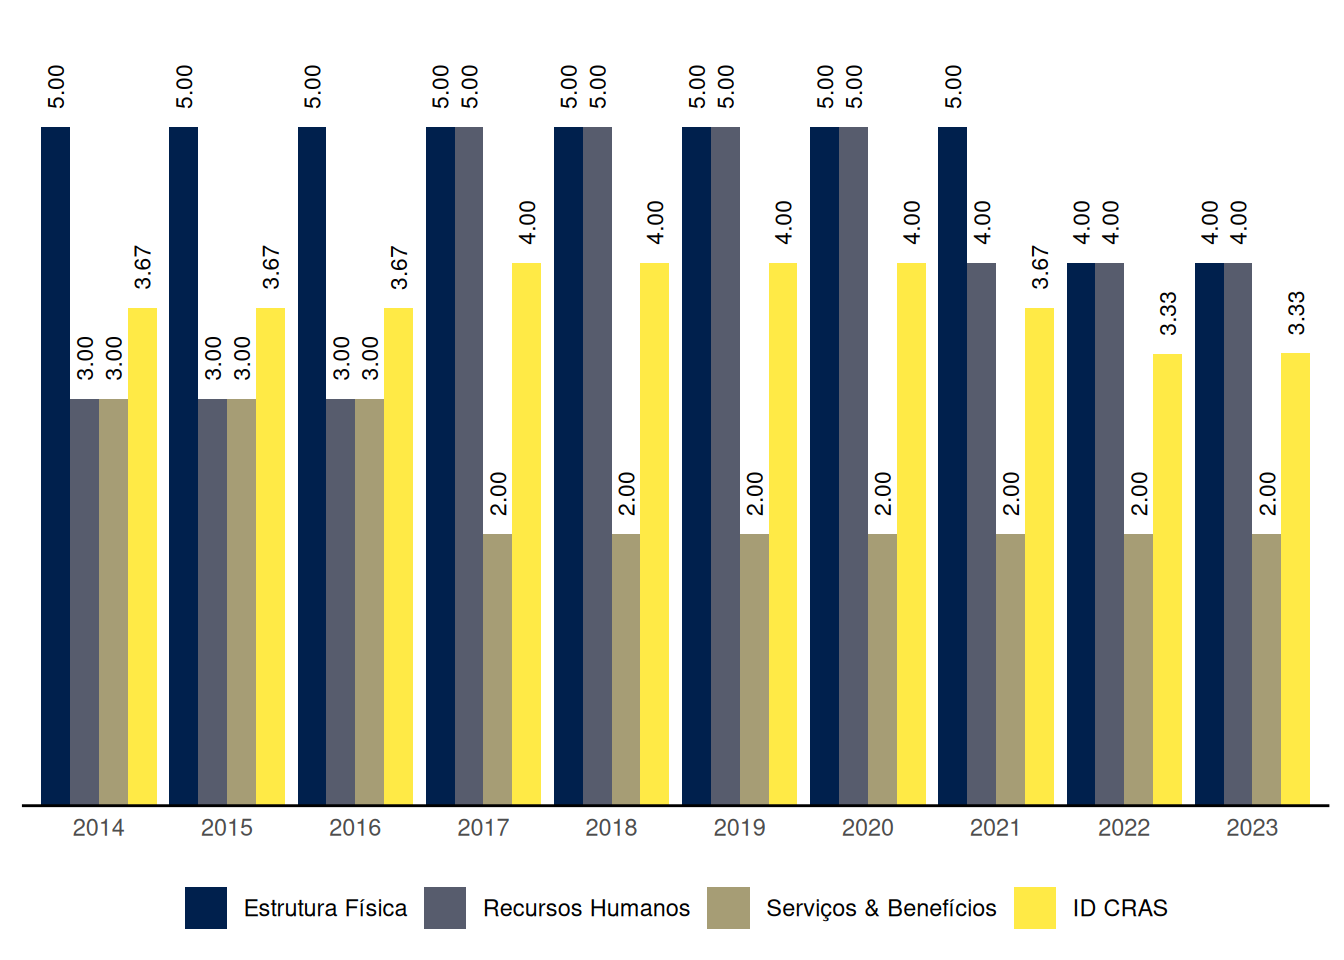 5.00 5.00 5.00 5.00 5.00 5.00 5.00 5.00 5.00 5.00 5.00 5.00
4.00 4.00 4.00 4.00 4.00 4.00 4.00 4.00 4.00
3.67 3.67 3.67 3.67
3.33 3.33
3.00 3.00 3.00 3.00 3.00 3.00
2.00 2.00 2.00 2.00 2.00 2.00 2.00
2014 2015 2016 2017 2018 2019 2020 2021 2022 2023
Estrutura Física Recursos Humanos Serviços & Benefícios ID CRAS